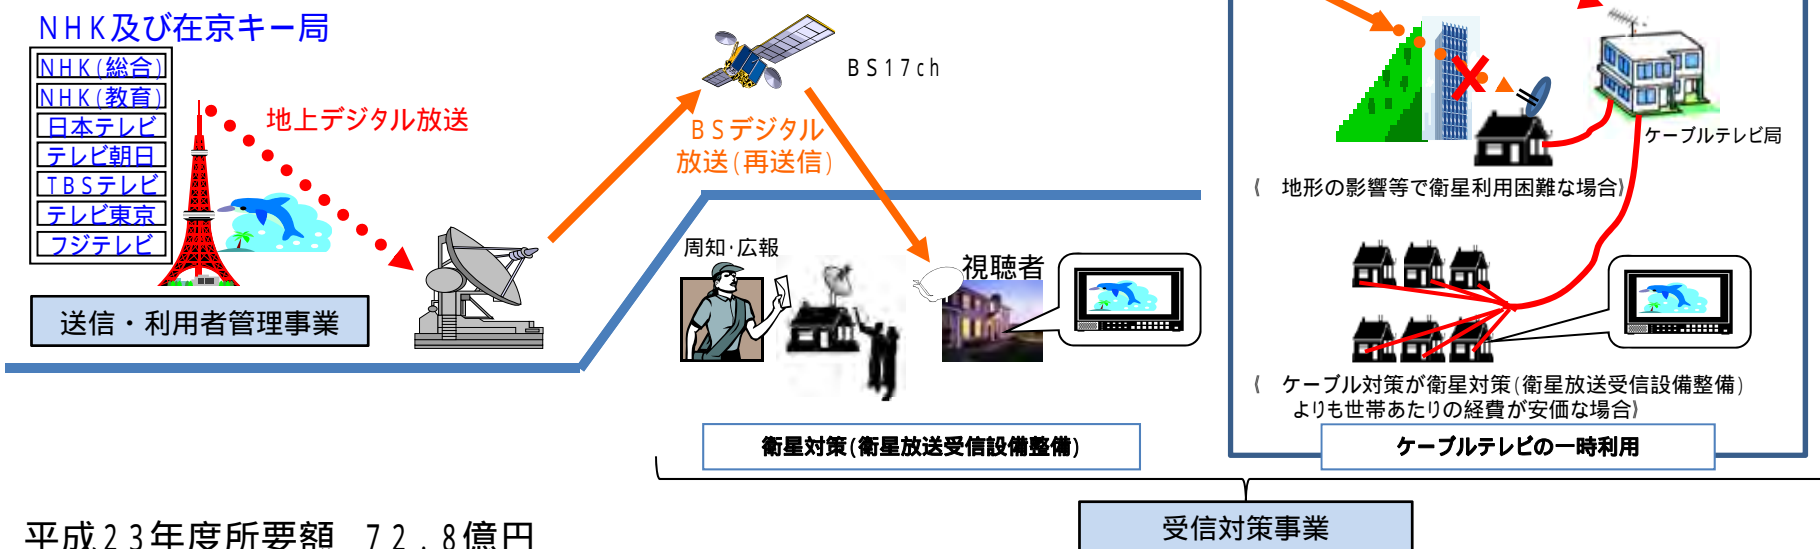 NHK及び在京キー局
NHK(総合)
NHK(教育)
日本テレビ
テレビ朝日
TBSテレビ
テレビ東京
フジテレビ
地上デジタル放送
送信・利用者管理事業
BS17ch
BSデジタル
放送(再送信)
周知・広報
視聴者
衛星対策(衛星放送受信設備整備)
ケーブルテレビ局
《 地形の影響等で衛星利用困難な場合》
《 ケーブル対策が衛星対策(衛星放送受信設備整備)
よりも世帯あたりの経費が安価な場合》
ケーブルテレビの一時利用
受信対策事業
平成23年度所要額 72.8億円